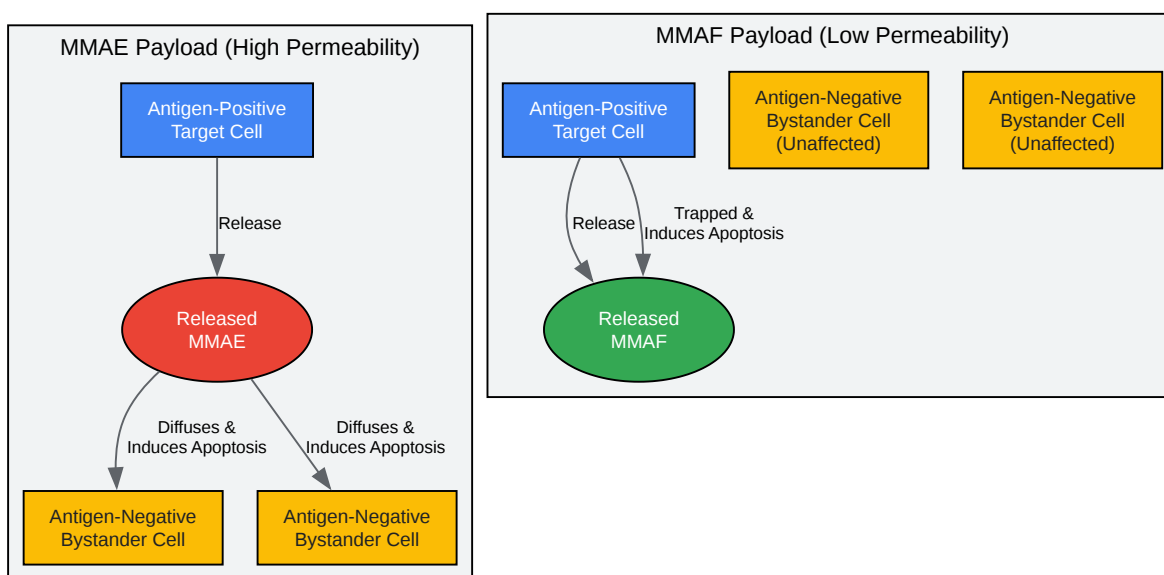 MMAE Payload (High Permeability)
Antigen-Positive
Target Cell
Release
Released
MMAE
Diffuses &
Induces Apoptosis
Diffuses &
Induces Apoptosis
Antigen-Negative
Bystander Cell
Antigen-Negative
Bystander Cell
MMAF Payload (Low Permeability)
Antigen-Positive
Target Cell
Antigen-Negative
Bystander Cell
(Unaffected)
Antigen-Negative
Bystander Cell
(Unaffected)
Release
Trapped &
Induces Apoptosis
Released
MMAF